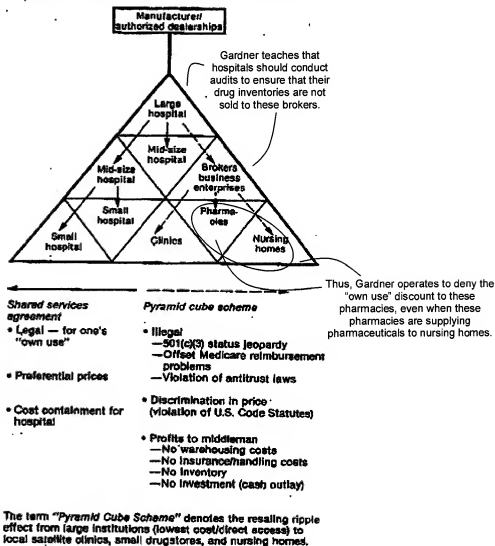 Manufacturer/
authorized dealerships
Gardner teaches that
hospitals should conduct
audits to ensure that their
drug inventories are not
sold to these brokers.
Large
hospital
Mid-size
hospital
Mid-size
hospital
Brokers
business
enterprises
Small
hospital
Pharma-
cies
Small
hospital
Clinics
Nursing
homes
Thus, Gardner operates to deny the
"own use" discount to these
pharmacies, even when these
pharmacies are supplying
pharmaceuticals to nursing homes.
Shared services
agreement
• Legal — for one's
"own use"
• Preferential prices
• Cost containment for
hospital
Pyramid cube scheme
• Illegal
—501(c)(3) status jeopardy
—Offset Medicare reimbursement
problems
—Violation of antitrust laws
• Discrimination in price
(violation of U.S. Code Statutes)
• Profits to middleman
—No warehousing costs
—No insurance/handling costs
—No inventory
—No investment (cash outlay)
The term "Pyramid Cube Scheme" denotes the reselling ripple
effect from large institutions (lowest cost/direct access) to
local satellite clinics, small drugstores, and nursing homes.